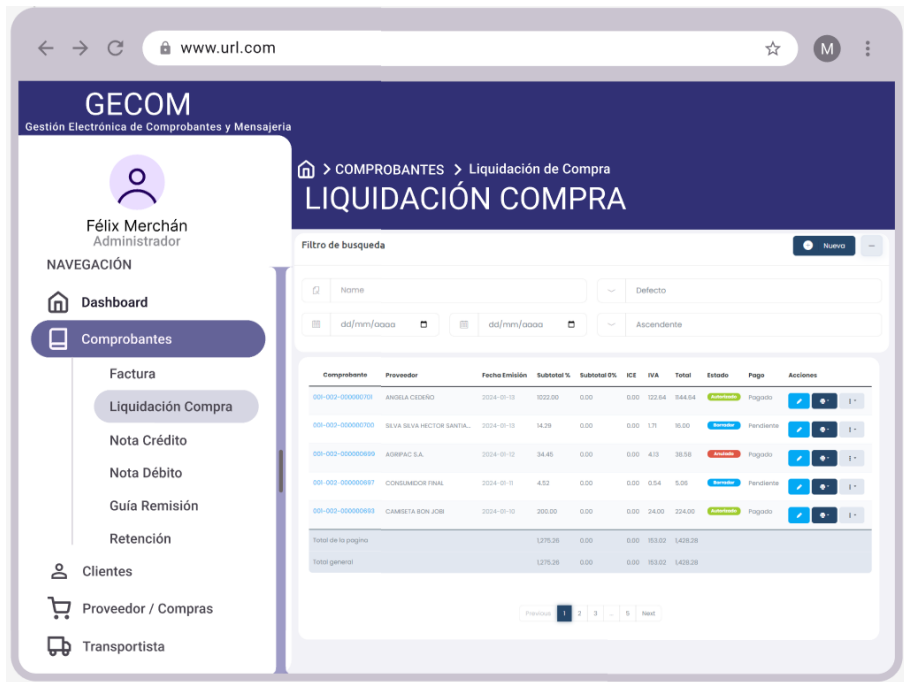 www.url.com
M
GECOM
Gestión Electrónica de Comprobantes y Mensajeria
Félix Merchán
Administrador
NAVEGACIÓN
Dashboard
Comprobantes
Factura
Liquidación Compra
Nota Crédito
Nota Débito
Guía Remisión
Retención
Clientes
Proveedor / Compras
Transportista
COMPROBANTES > Liquidación de Compra
LIQUIDACIÓN COMPRA
Filtro de busqueda
Nuevo
Name
Defecto
dd/mm/aaaa
dd/mm/aaaa
Ascendente
Comprobante Proveedor Fecha Emisión Subtotal % Subtotal 0% ICE IVA Total Estado Pago Acciones
001-002-000000701 ANGELA CEDEÑO 2024-01-13 1022.00 0.00 0.00 122.64 1144.64 Autorizado Pagado
001-002-000000700 SILVA SILVA HECTOR SANTIA... 2024-01-13 14.29 0.00 0.00 1.71 16.00 Borrador Pendiente
001-002-000000699 AGRIPAC S.A. 2024-01-12 34.45 0.00 0.00 4.13 38.58 Anulado Pagado
001-002-000000697 CONSUMIDOR FINAL 2024-01-11 4.52 0.00 0.00 0.54 5.06 Borrador Pendiente
001-002-000000693 CAMISETA BON JOBI 2024-01-10 200.00 0.00 0.00 24.00 224.00 Autorizado Pagado
Total de la pagina 1,275.26 0.00 0.00 153.02 1,428.28
Total general 1,275.26 0.00 0.00 153.02 1,428.28
Previous 1 2 3 ... 5 Next